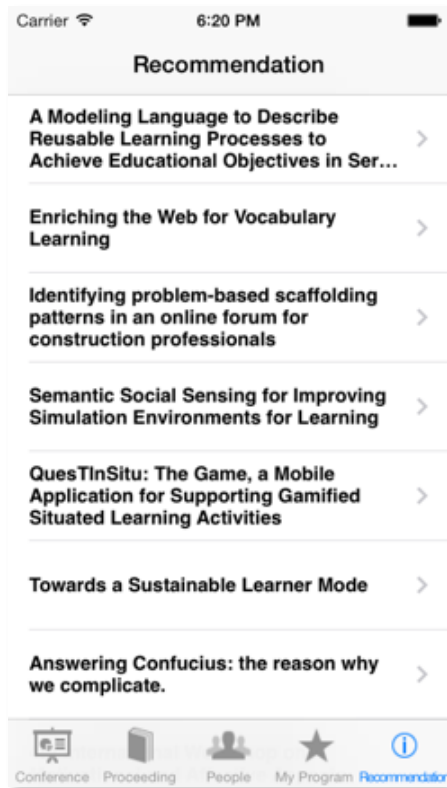 Carrier 6:20 PM
Recommendation
A Modeling Language to Describe
Reusable Learning Processes to
Achieve Educational Objectives in Ser...
Enriching the Web for Vocabulary
Learning
Identifying problem-based scaffolding
patterns in an online forum for
construction professionals
Semantic Social Sensing for Improving
Simulation Environments for Learning
QuesTInSitu: The Game, a Mobile
Application for Supporting Gamified
Situated Learning Activities
Towards a Sustainable Learner Mode
Answering Confucius: the reason why
we complicate.
Conference Proceeding People My Program Recommendation